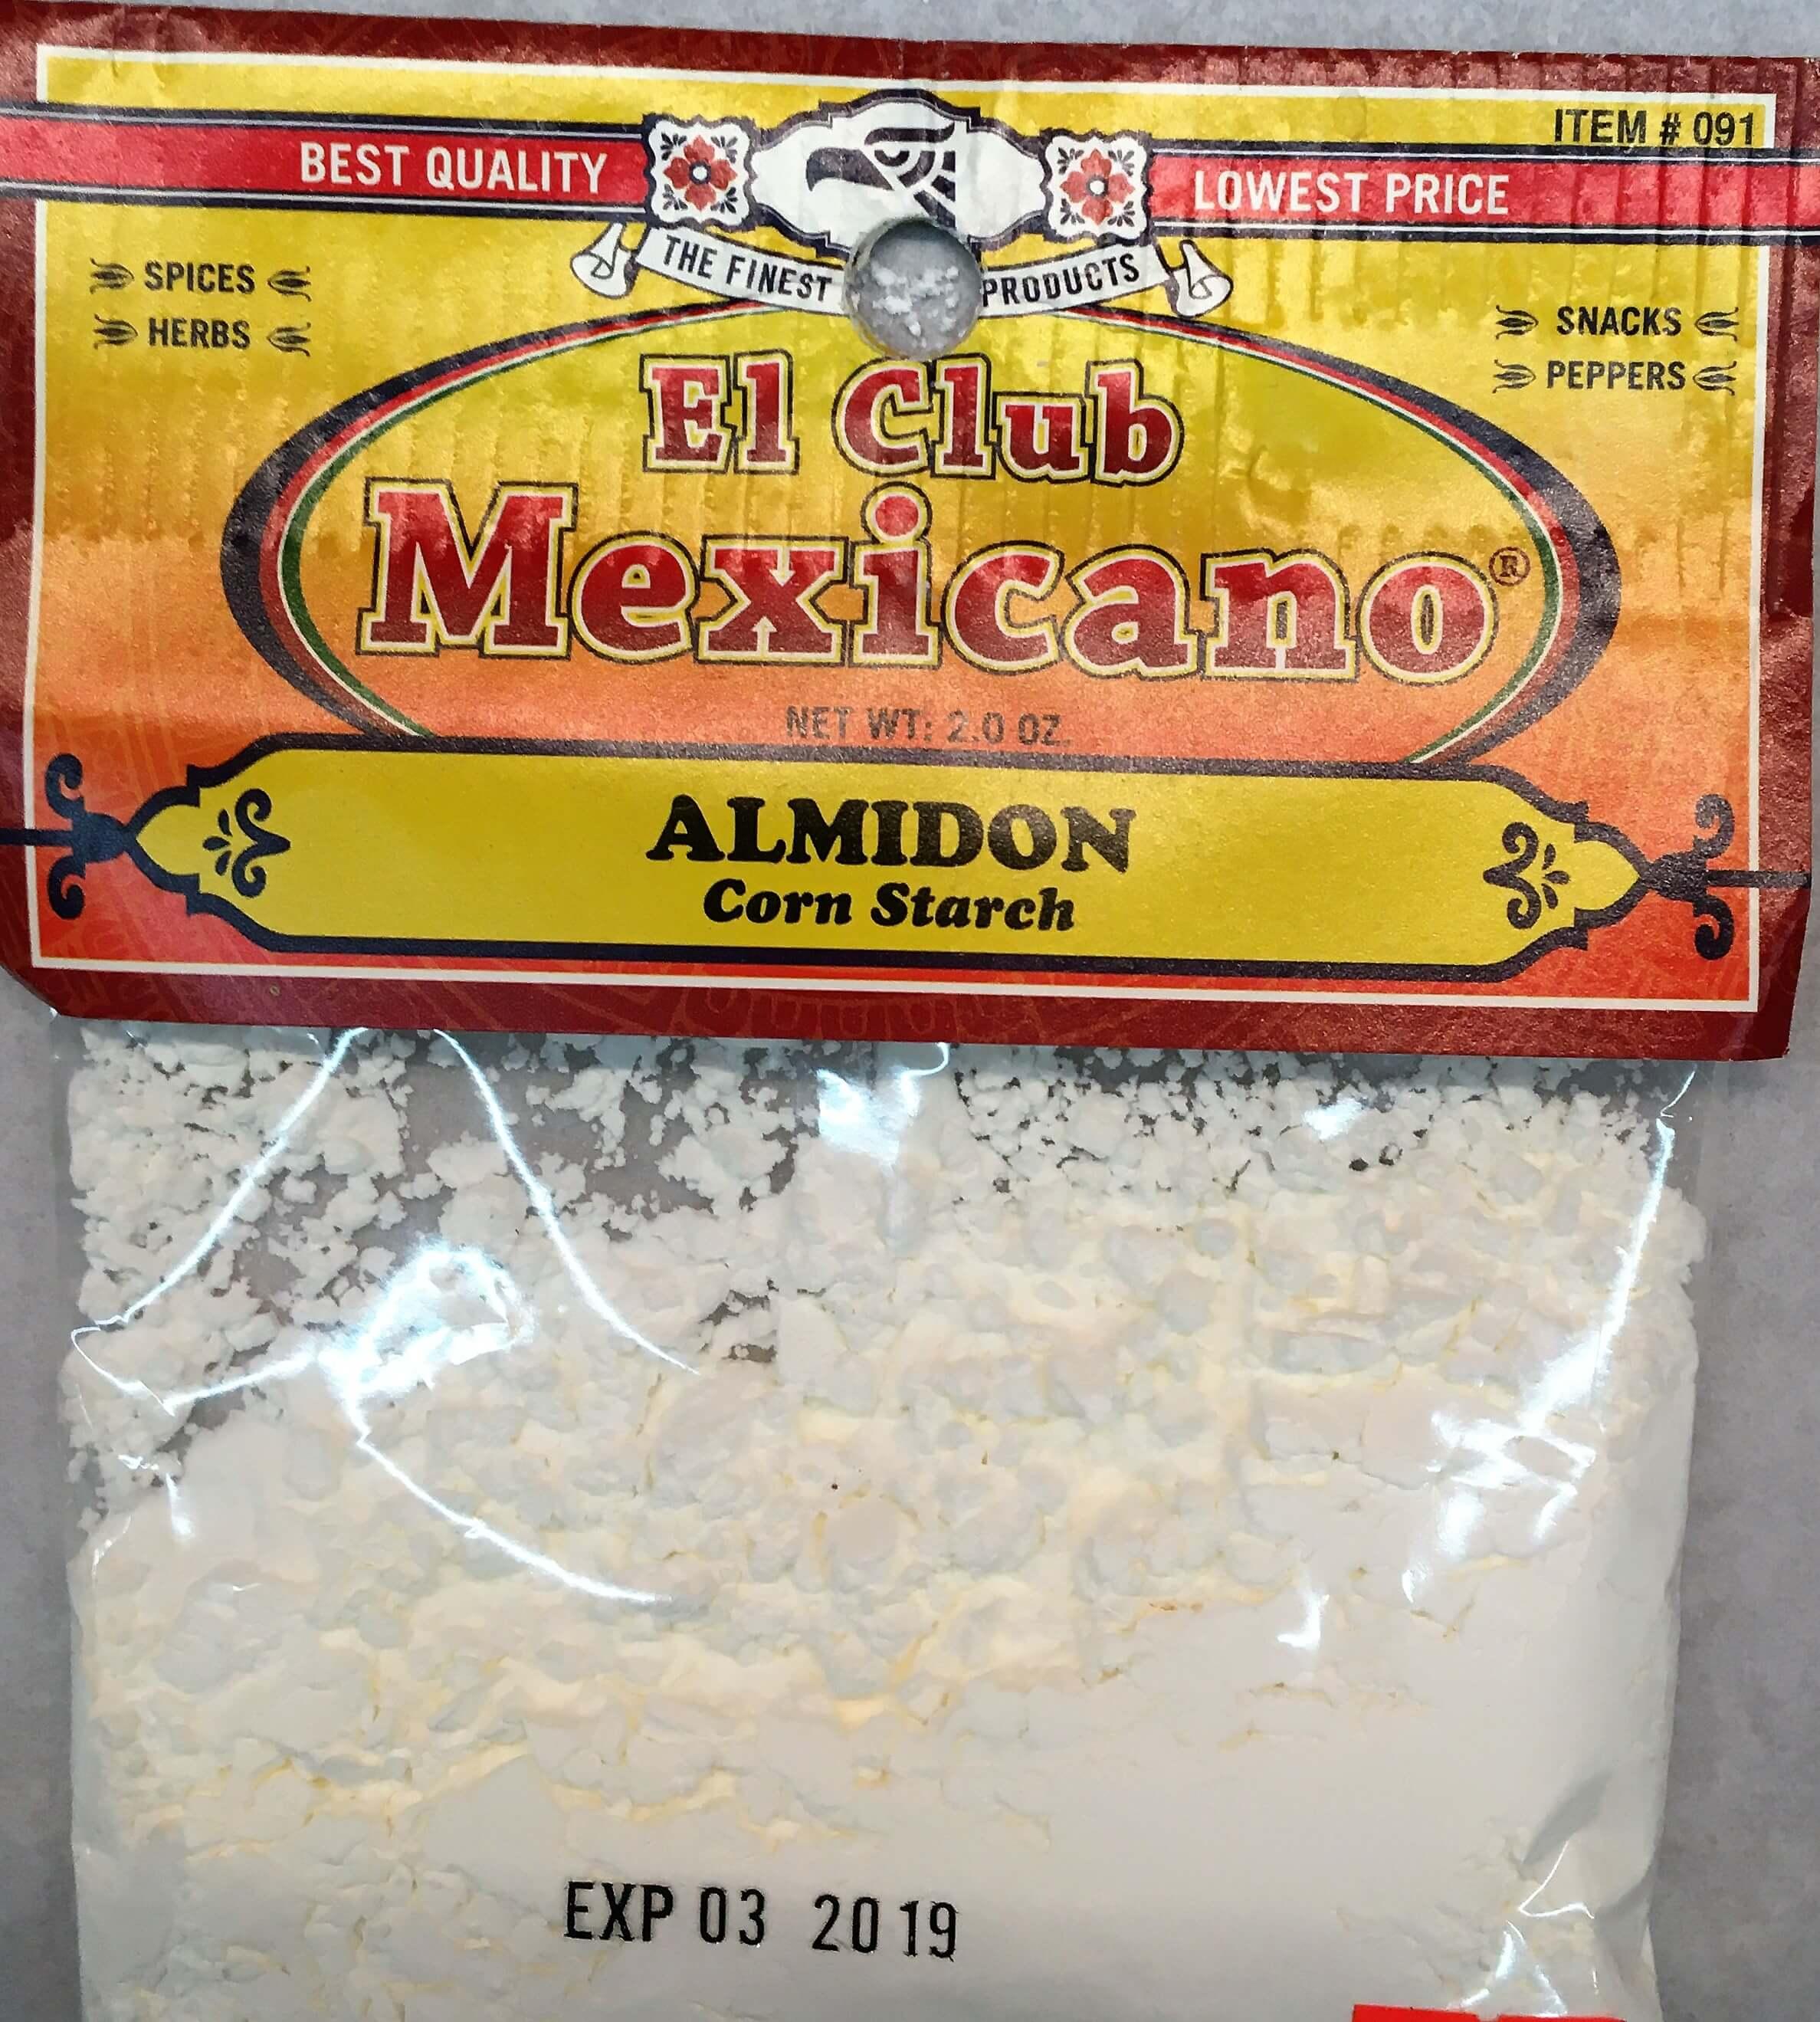 ITEM # 091
BEST QUALITY
LOWEST PRICE
THE FINEST PRODUCTS
SPICES
HERBS
SNACKS
PEPPERS
El Club
Mexicano®
NET WT: 2.0 OZ.
ALMIDON
Corn Starch
EXP 03 2019